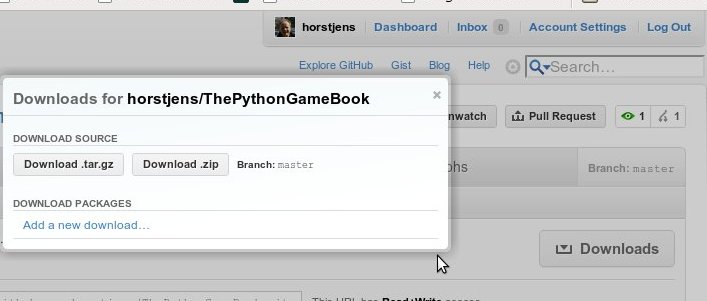 horstjens Dashboard Inbox 0 Account Settings Log Out
Explore GitHub Gist Blog Help Search...
Downloads for horstjens/ThePythonGameBook ×
nwatch Pull Request 1 1
DOWNLOAD SOURCE
Download .tar.gz Download .zip Branch: master
phs Branch: master
DOWNLOAD PACKAGES
Add a new download...
Downloads
This URL has Read+Write access